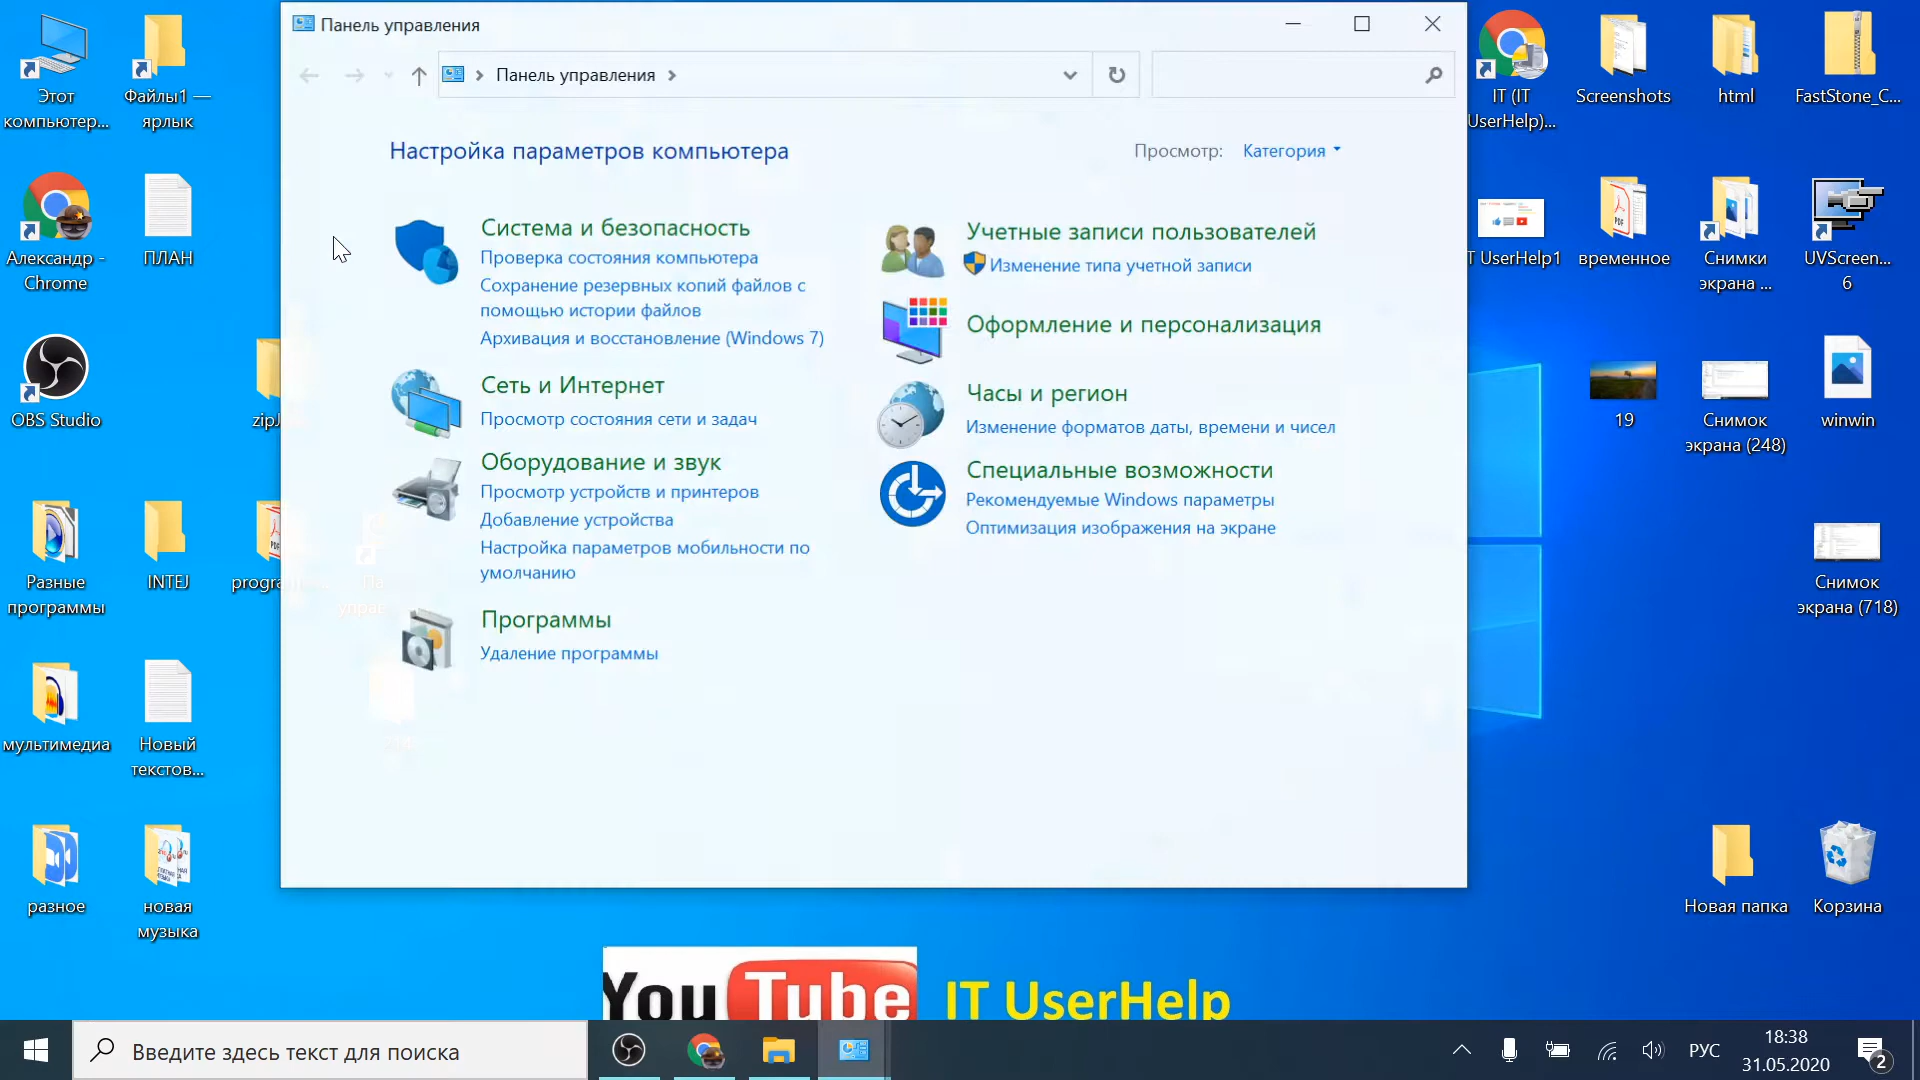 Панель управления
Панель управления
Настройка параметров компьютера
Просмотр: Категория
Система и безопасность
Проверка состояния компьютера
Сохранение резервных копий файлов с
помощью истории файлов
Архивация и восстановление (Windows 7)
Сеть и Интернет
Просмотр состояния сети и задач
Оборудование и звук
Просмотр устройств и принтеров
Добавление устройства
Настройка параметров мобильности по
умолчанию
Программы
Удаление программы
Учетные записи пользователей
Изменение типа учетной записи
Оформление и персонализация
Часы и регион
Изменение форматов даты, времени и чисел
Специальные возможности
Рекомендуемые Windows параметры
Оптимизация изображения на экране
Этот
компьютер...
Файлы1 —
ярлык
Александр -
Chrome
ПЛАН
OBS Studio
Разные
программы
INTEJ
PDF
мультимедиа
Новый
текстов...
разное
новая
музыка
IT (IT
UserHelp)...
Screenshots
html
FastStone_C...
UserHelp1
временное
Снимки
экрана ...
UVScreen...
6
19
Снимок
экрана (248)
winwin
Снимок
экрана (718)
Новая папка
Корзина
YouTube
IT UserHelp
Введите здесь текст для поиска
РУС
18:38
31.05.2020
2